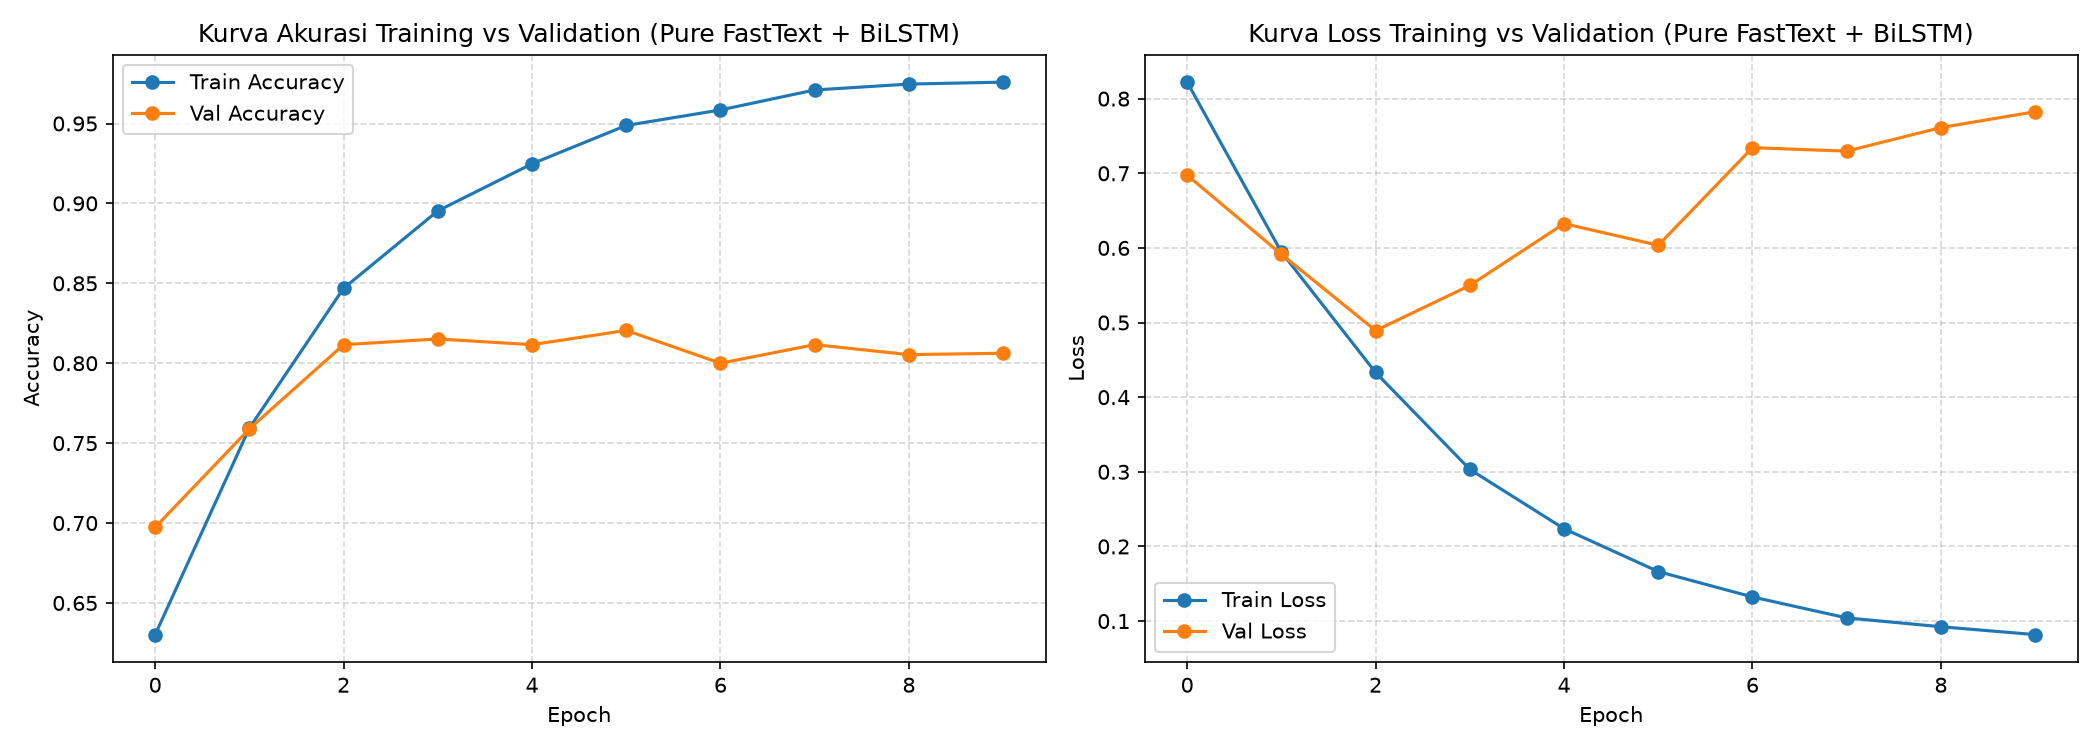 Kurva Akurasi Training vs Validation (Pure FastText + BiLSTM)
Train Accuracy
Val Accuracy
0.95
0.90
0.85
0.80
0.75
0.70
0.65
Accuracy
0 2 4 6 8
Epoch
Kurva Loss Training vs Validation (Pure FastText + BiLSTM)
0.8
0.7
0.6
0.5
0.4
0.3
0.2
0.1
Loss
Train Loss
Val Loss
0 2 4 6 8
Epoch